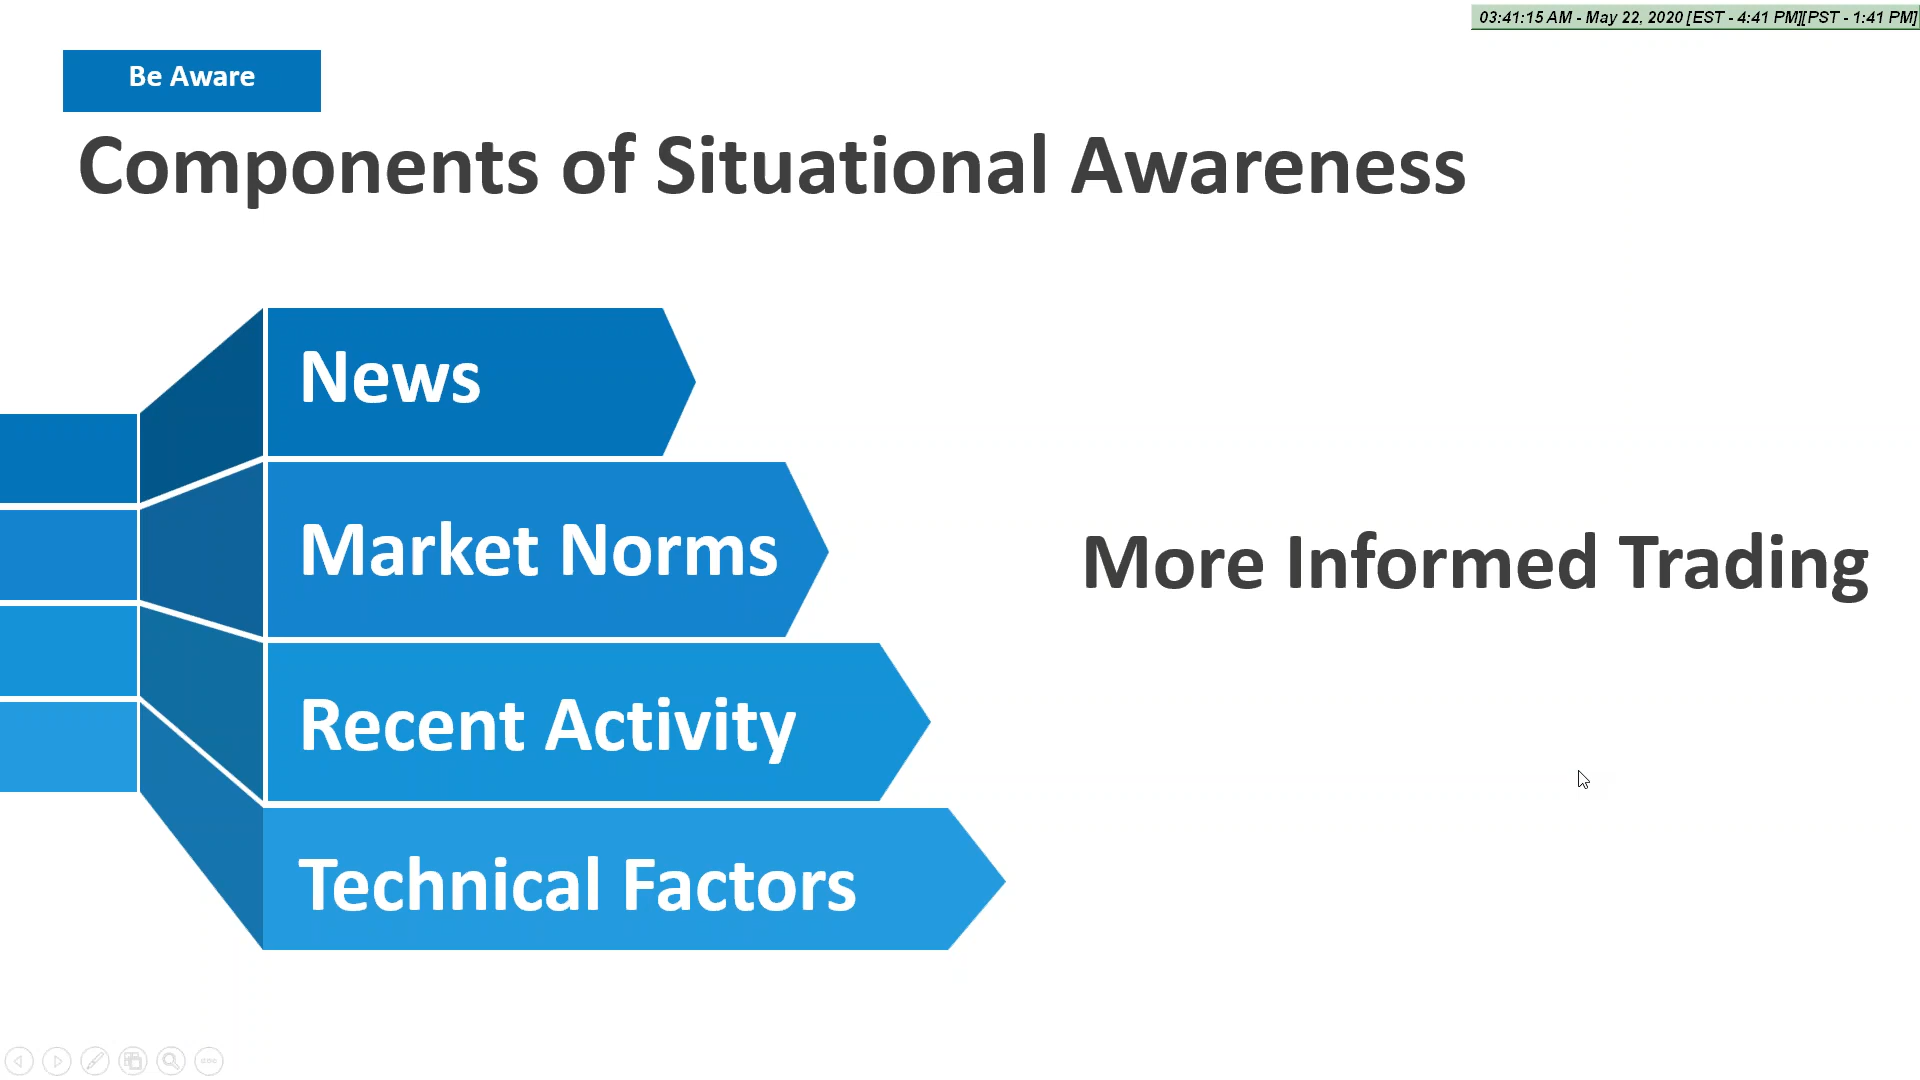 03:41:15 AM - May 22, 2020 [EST - 4:41 PM][PST - 1:41 PM]
Be Aware
Components of Situational Awareness
News
Market Norms
More Informed Trading
Recent Activity
Technical Factors